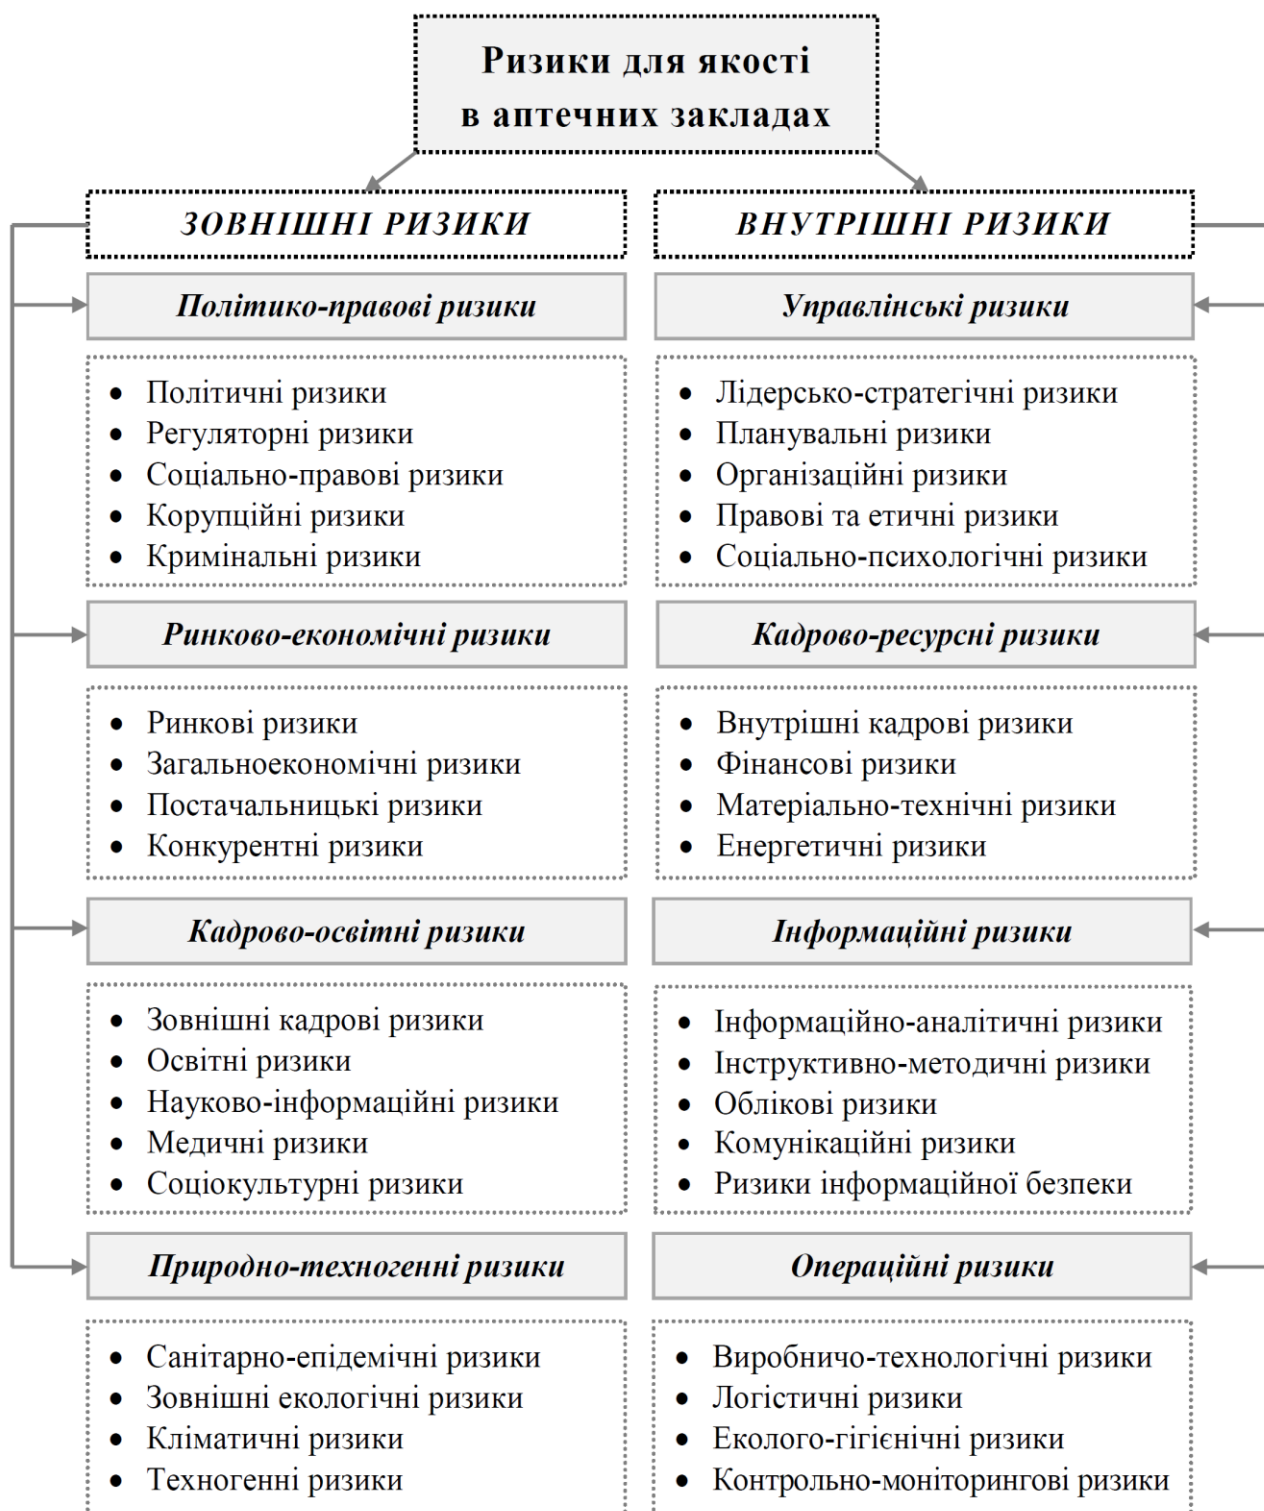 Ризики для якості
в аптечних закладах
ЗОВНІШНІ РИЗИКИ
Політико-правові ризики
• Політичні ризики
• Регуляторні ризики
• Соціально-правові ризики
• Корупційні ризики
• Кримінальні ризики
Ринково-економічні ризики
• Ринкові ризики
• Загальноекономічні ризики
• Постачальницькі ризики
• Конкурентні ризики
Кадрово-освітні ризики
• Зовнішні кадрові ризики
• Освітні ризики
• Науково-інформаційні ризики
• Медичні ризики
• Соціокультурні ризики
Природно-техногенні ризики
• Санітарно-епідемічні ризики
• Зовнішні екологічні ризики
• Кліматичні ризики
• Техногенні ризики
ВНУТРІШНІ РИЗИКИ
Управлінські ризики
• Лідерсько-стратегічні ризики
• Планувальні ризики
• Організаційні ризики
• Правові та етичні ризики
• Соціально-психологічні ризики
Кадрово-ресурсні ризики
• Внутрішні кадрові ризики
• Фінансові ризики
• Матеріально-технічні ризики
• Енергетичні ризики
Інформаційні ризики
• Інформаційно-аналітичні ризики
• Інструктивно-методичні ризики
• Облікові ризики
• Комунікаційні ризики
• Ризики інформаційної безпеки
Операційні ризики
• Виробничо-технологічні ризики
• Логістичні ризики
• Еколого-гігієнічні ризики
• Контрольно-моніторингові ризики